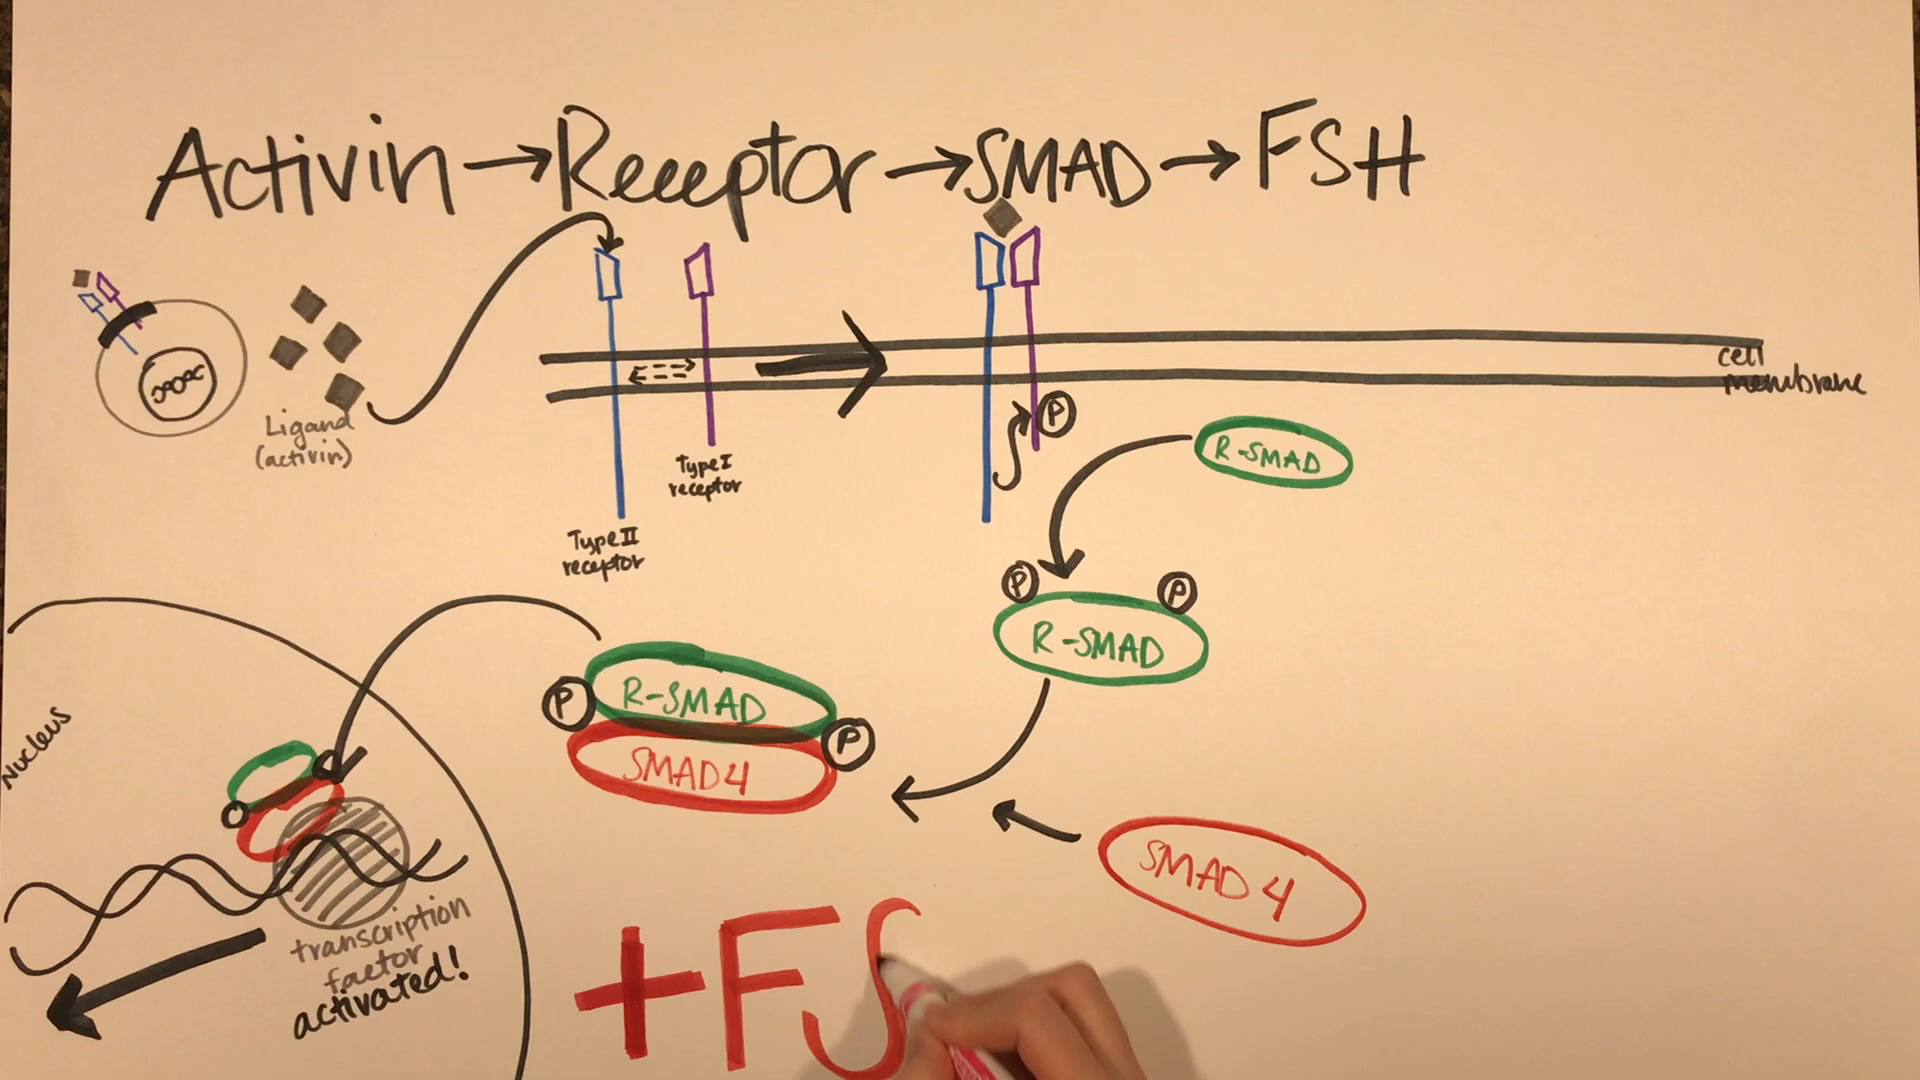 Activin → Receptor → SMAD → FSH
Ligand
(activin)
Type I
receptor
Type II
receptor
cell
membrane
P
R-SMAD
P
P
R-SMAD
P
R-SMAD
P
SMAD4
SMAD 4
Nucleus
transcription
factor
activated!
+FS